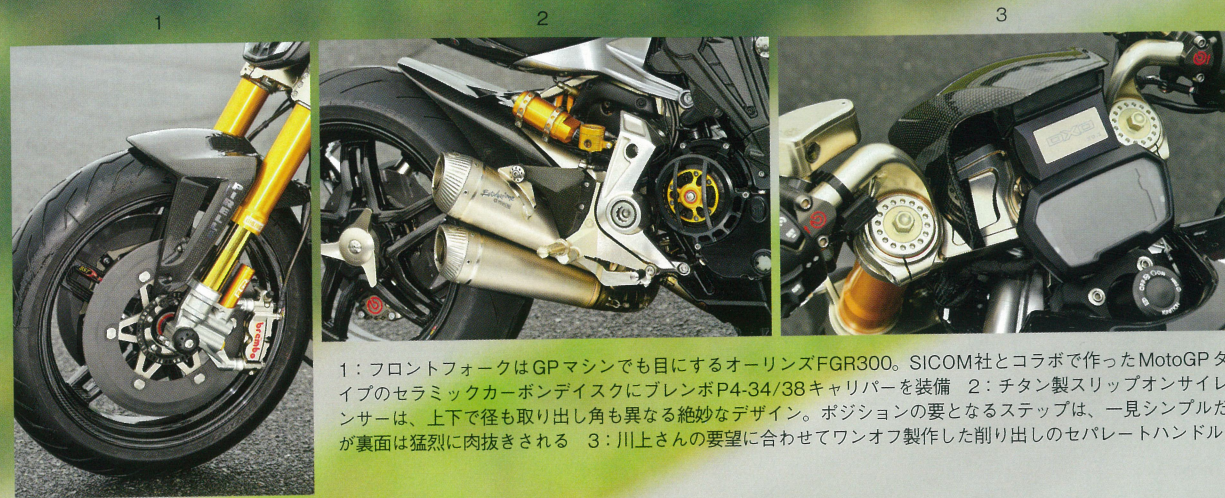 1
2
3
brembo
1：フロントフォークはGPマシンでも目にするオーリンズFGR300。SICOM社とコラボで作ったMotoGPタ
イプのセラミックカーボンデイスクにブレンボP4-34/38キャリパーを装備　2：チタン製スリップオンサイレ
ンサーは、上下で径も取り出し角も異なる絶妙なデザイン。ポジションの要となるステップは、一見シンプルだ
が裏面は猛烈に肉抜きされる　3：川上さんの要望に合わせてワンオフ製作した削り出しのセパレートハンドル